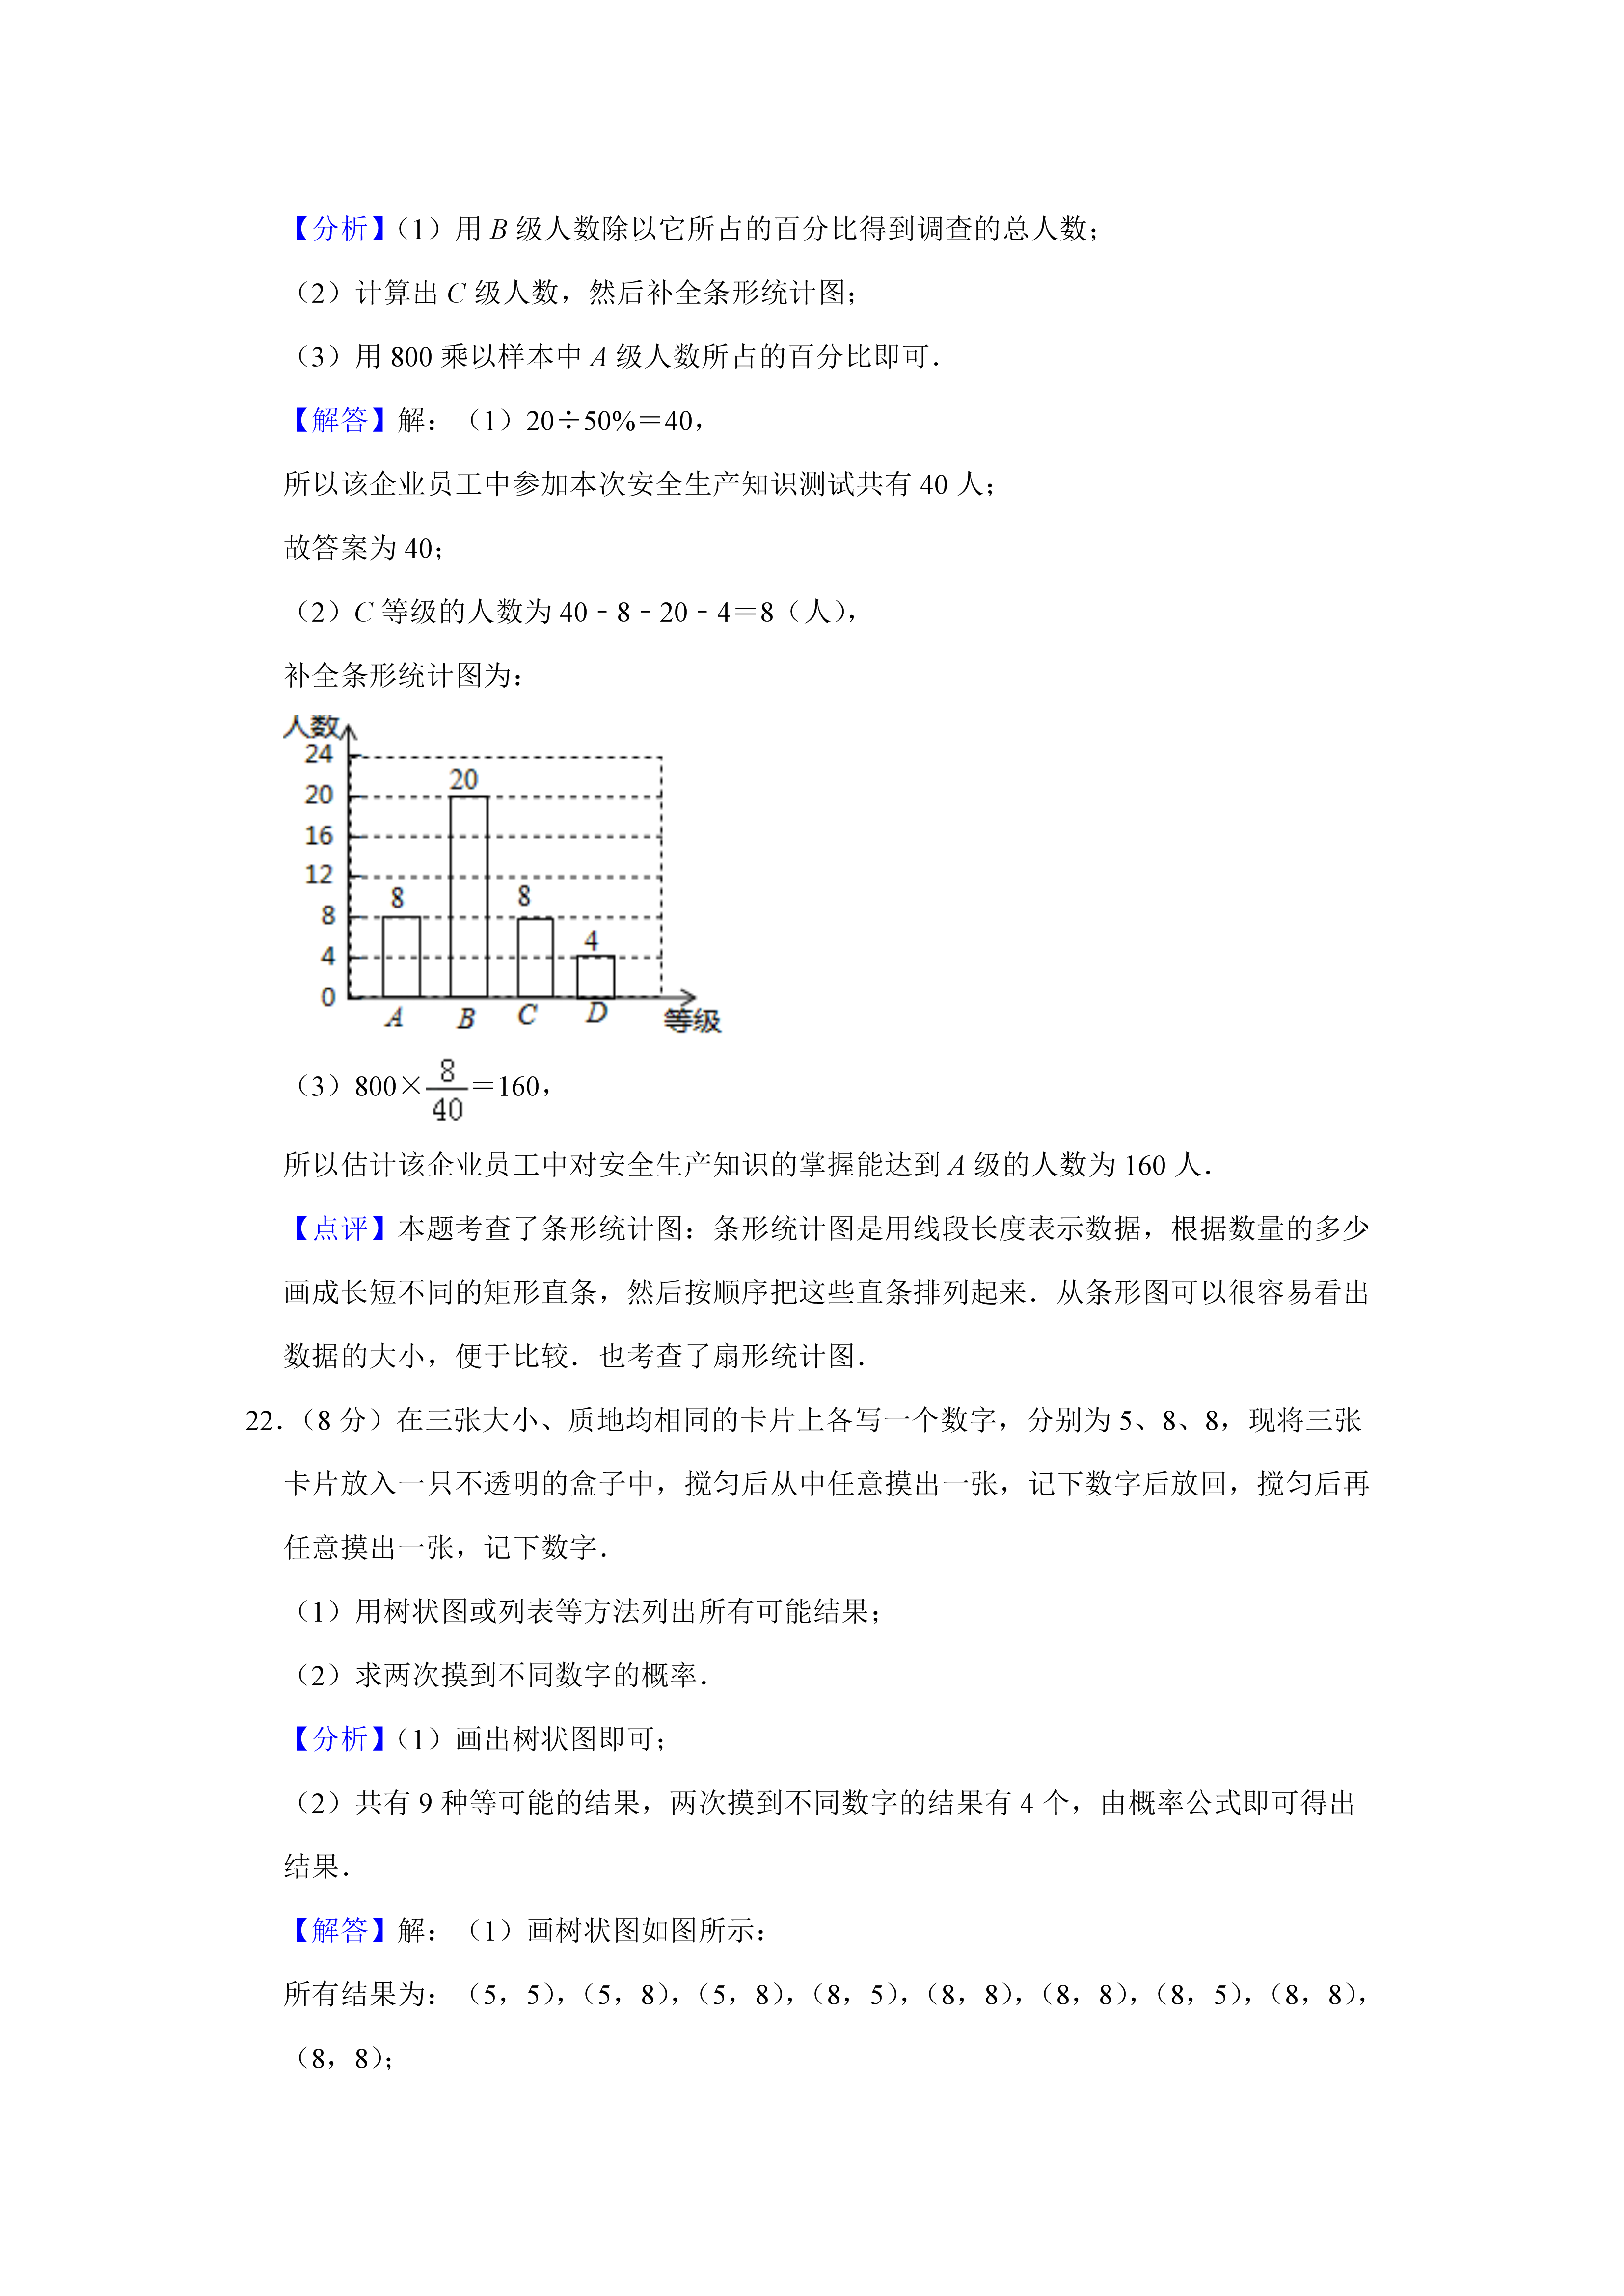 【分析】（1）用 B 级人数除以它所占的百分比得到调查的总人数；
（2）计算出 C 级人数，然后补全条形统计图；
（3）用 800 乘以样本中 A 级人数所占的百分比即可．
【解答】解：（1）20÷50%＝40，
所以该企业员工中参加本次安全生产知识测试共有 40 人；
故答案为 40；
（2）C 等级的人数为 40﹣8﹣20﹣4＝8（人），
补全条形统计图为：
人数
24
20
20
16
12
8 8
8
4
4
0
A B C D
等级
（3）800×8/40＝160，
所以估计该企业员工中对安全生产知识的掌握能达到 A 级的人数为 160 人．
【点评】本题考查了条形统计图：条形统计图是用线段长度表示数据，根据数量的多少
画成长短不同的矩形直条，然后按顺序把这些直条排列起来．从条形图可以很容易看出
数据的大小，便于比较．也考查了扇形统计图．
22．（8 分）在三张大小、质地均相同的卡片上各写一个数字，分别为 5、8、8，现将三张
卡片放入一只不透明的盒子中，搅匀后从中任意摸出一张，记下数字后放回，搅匀后再
任意摸出一张，记下数字．
（1）用树状图或列表等方法列出所有可能结果；
（2）求两次摸到不同数字的概率．
【分析】（1）画出树状图即可；
（2）共有 9 种等可能的结果，两次摸到不同数字的结果有 4 个，由概率公式即可得出
结果．
【解答】解：（1）画树状图如图所示：
所有结果为：（5，5），（5，8），（5，8），（8，5），（8，8），（8，8），（8，5），（8，8），
（8，8）；